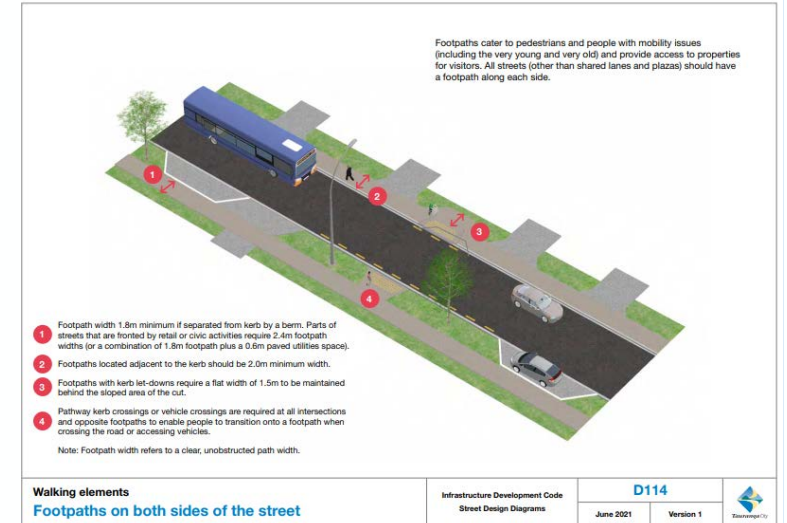 Footpaths cater to pedestrians and people with mobility issues
(including the very young and very old) and provide access to properties
for visitors. All streets (other than shared lanes and plazas) should have
a footpath along each side.
1
2
3
4
1 Footpath width 1.8m minimum if separated from kerb by a berm. Parts of
streets that are fronted by retail or civic activities require 2.4m footpath
widths (or a combination of 1.8m footpath plus a 0.6m paved utilities space).
2 Footpaths located adjacent to the kerb should be 2.0m minimum width.
3 Footpaths with kerb let-downs require a flat width of 1.5m to be maintained
behind the sloped area of the cut.
4 Pathway kerb crossings or vehicle crossings are required at all intersections
and opposite footpaths to enable people to transition onto a footpath when
crossing the road or accessing vehicles.
Note: Footpath width refers to a clear, unobstructed path width.
Walking elements
Footpaths on both sides of the street
Infrastructure Development Code
Street Design Diagrams
D114
June 2021
Version 1
Tauranga City